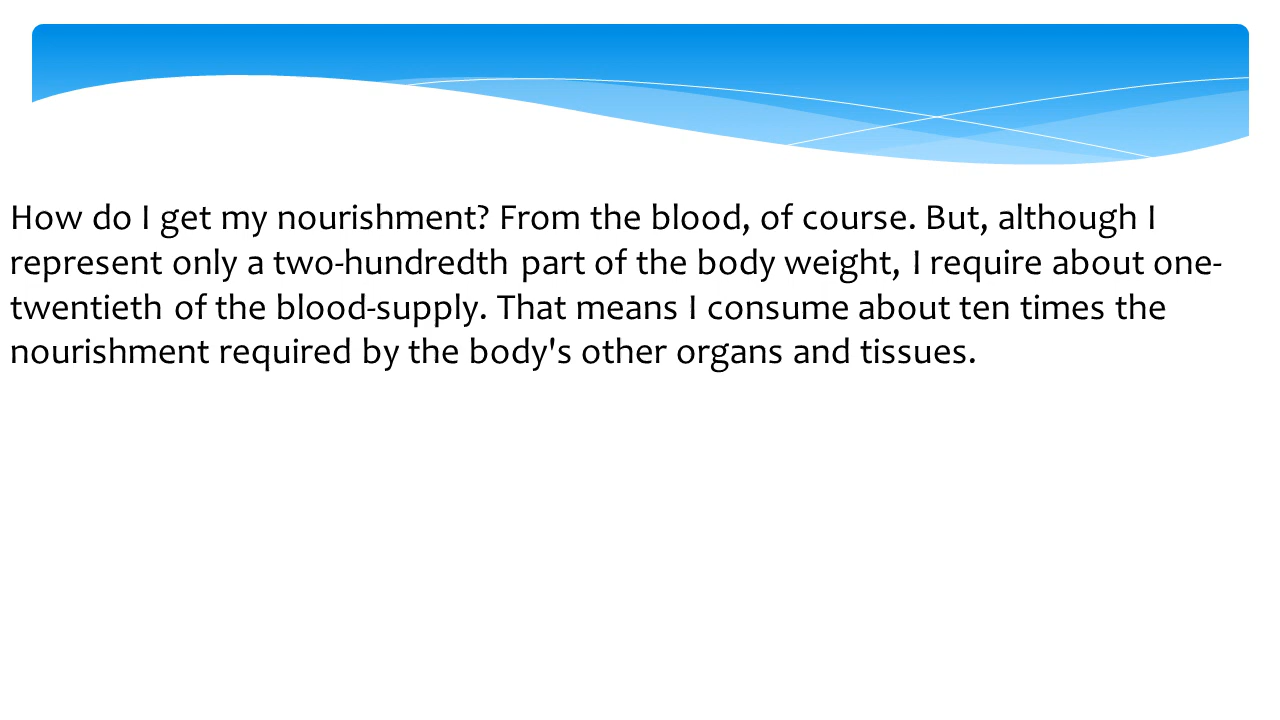 How do I get my nourishment? From the blood, of course. But, although I
represent only a two-hundredth part of the body weight, I require about one-
twentieth of the blood-supply. That means I consume about ten times the
nourishment required by the body's other organs and tissues.